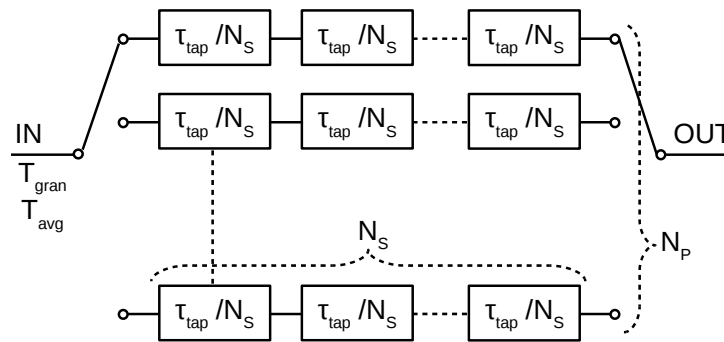 τtap /NS τtap /NS τtap /NS
τtap /NS τtap /NS τtap /NS
IN
OUT
Tgran
Tavg
NS
NP
τtap /NS τtap /NS τtap /NS